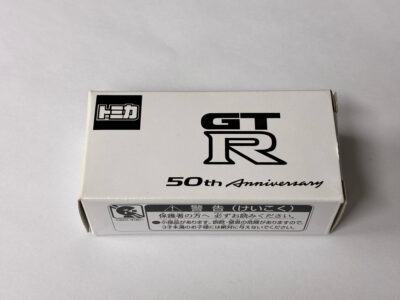 トミカ
GT
R
50th Anniversary
警告(けいこく)
保護者の方へ 必ずお読みください。
●小部品があります。誤飲・窒息の危険がありますので、
3才未満のお子様には絶対に与えないでください。